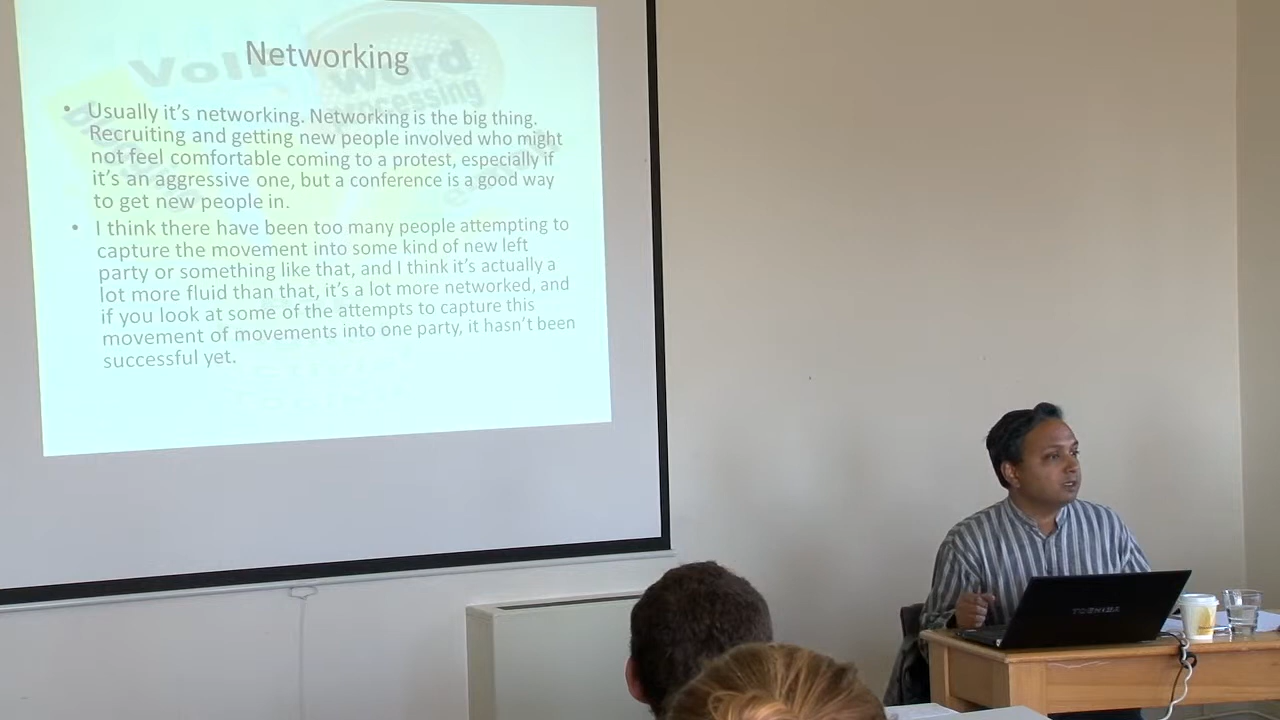 Networking
• Usually it's networking. Networking is the big thing.
Recruiting and getting new people involved who might
not feel comfortable coming to a protest, especially if
it's an aggressive one, but a conference is a good way
to get new people in.
• I think there have been too many people attempting to
capture the movement into some kind of new left
party or something like that, and I think it's actually a
lot more fluid than that, it's a lot more networked, and
if you look at some of the attempts to capture this
movement of movements into one party, it hasn't been
successful yet.
VoIP
word
processing
TOSHIBA